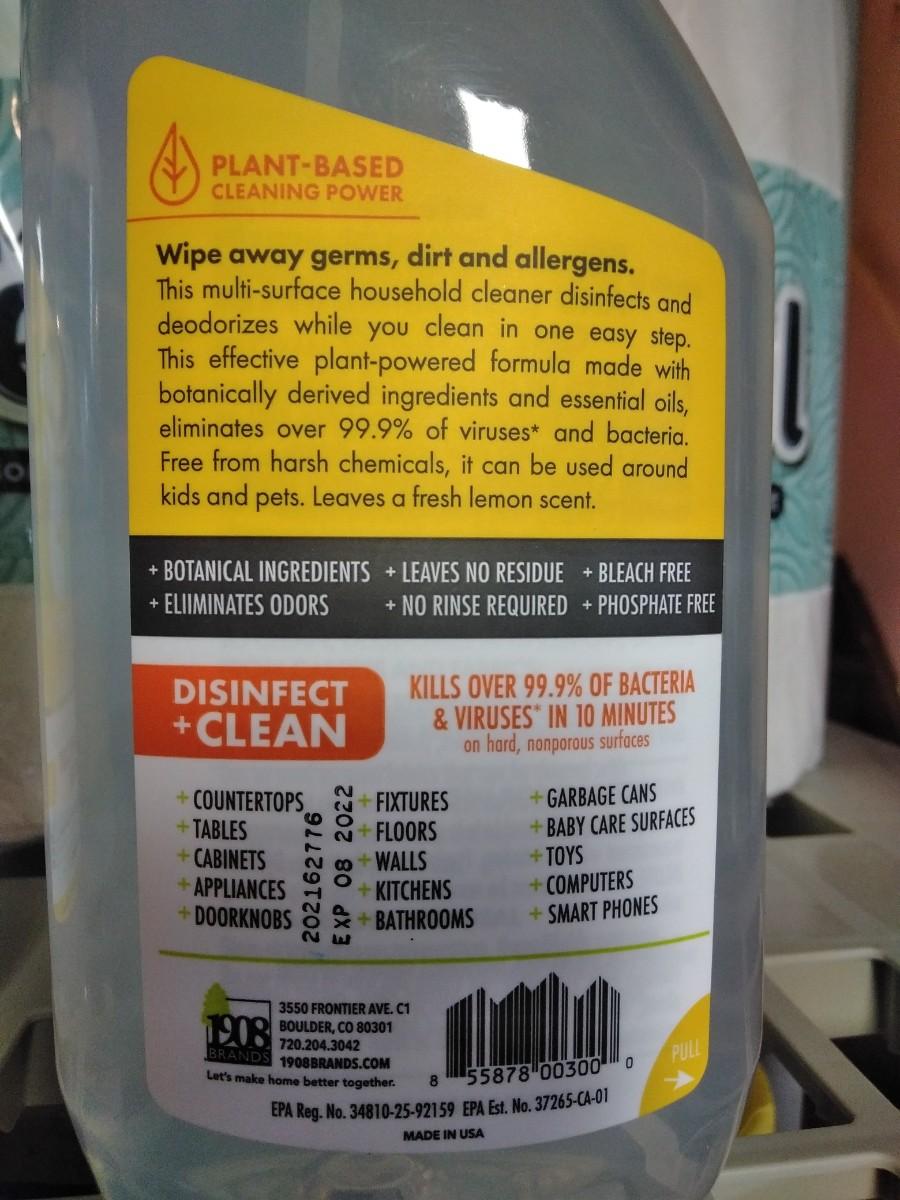 PLANT-BASED
CLEANING POWER
Wipe away germs, dirt and allergens.
This multi-surface household cleaner disinfects and
deodorizes while you clean in one easy step.
This effective plant-powered formula made with
botanically derived ingredients and essential oils,
eliminates over 99.9% of viruses* and bacteria.
Free from harsh chemicals, it can be used around
kids and pets. Leaves a fresh lemon scent.
+ BOTANICAL INGREDIENTS + LEAVES NO RESIDUE + BLEACH FREE
+ ELIIMINATES ODORS + NO RINSE REQUIRED + PHOSPHATE FREE
DISINFECT
+CLEAN
KILLS OVER 99.9% OF BACTERIA
& VIRUSES* IN 10 MINUTES
on hard, nonporous surfaces
+ COUNTERTOPS
+ TABLES
+ CABINETS
+ APPLIANCES
+ DOORKNOBS
202162776
EXP 08 2022
+ FIXTURES
+ FLOORS
+ WALLS
+ KITCHENS
+ BATHROOMS
+ GARBAGE CANS
+ BABY CARE SURFACES
+ TOYS
+ COMPUTERS
+ SMART PHONES
1908
BRANDS
Let's make home better together.
3550 FRONTIER AVE. C1
BOULDER, CO 80301
720.204.3042
1908BRANDS.COM
8 55878 00300 0
PULL
EPA Reg. No. 34810-25-92159 EPA Est. No. 37265-CA-01
MADE IN USA